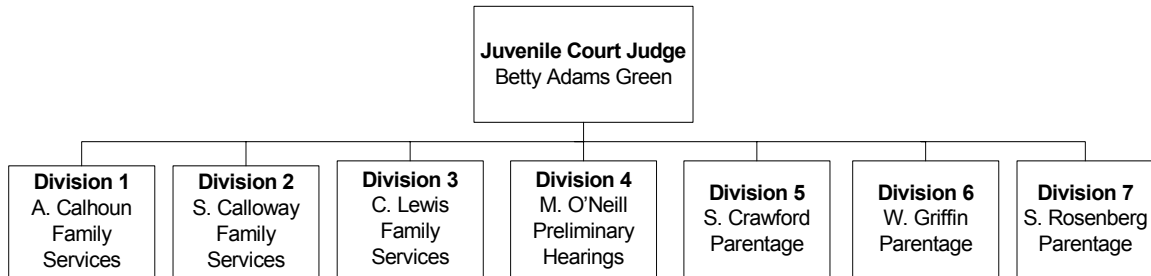 Juvenile Court Judge
Betty Adams Green
Division 1
A. Calhoun
Family
Services
Division 2
S. Calloway
Family
Services
Division 3
C. Lewis
Family
Services
Division 4
M. O’Neill
Preliminary
Hearings
Division 5
S. Crawford
Parentage
Division 6
W. Griffin
Parentage
Division 7
S. Rosenberg
Parentage